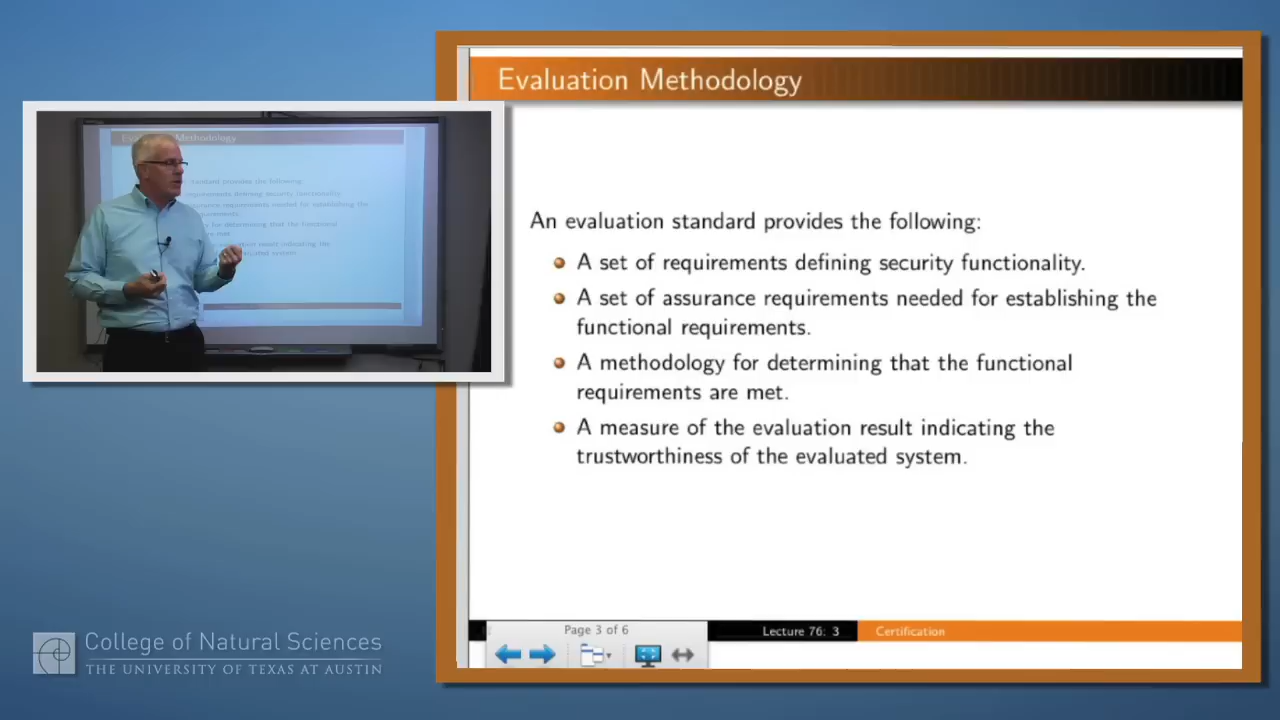 Evaluation Methodology
An evaluation standard provides the following:
A set of requirements defining security functionality.
A set of assurance requirements needed for establishing the
functional requirements.
A methodology for determining that the functional
requirements are met.
A measure of the evaluation result indicating the
trustworthiness of the evaluated system.
Page 3 of 6
Lecture 76: 3
Certification
College of Natural Sciences
THE UNIVERSITY OF TEXAS AT AUSTIN